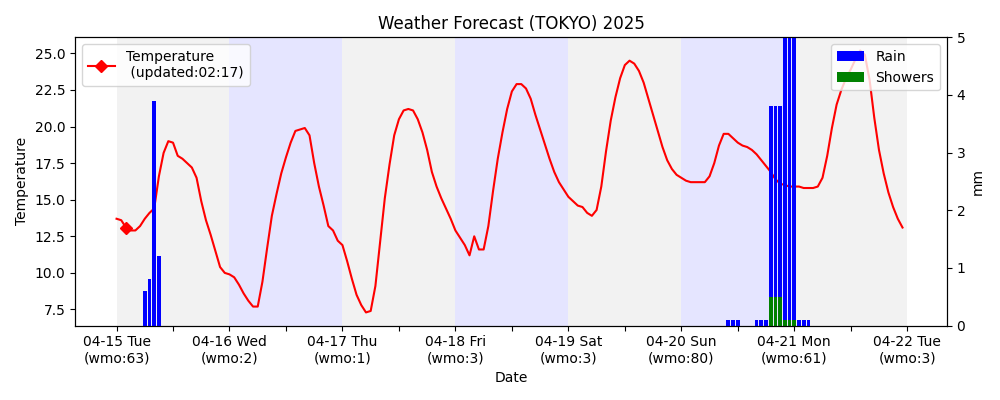 Weather Forecast (TOKYO) 2025
Temperature
(updated:02:17)
Rain
Showers
25.0
22.5
20.0
17.5
15.0
12.5
10.0
7.5
Temperature
5
4
3
2
1
0
mm
04-15 Tue
(wmo:63)
04-16 Wed
(wmo:2)
04-17 Thu
(wmo:1)
04-18 Fri
(wmo:3)
04-19 Sat
(wmo:3)
04-20 Sun
(wmo:80)
04-21 Mon
(wmo:61)
04-22 Tue
(wmo:3)
Date